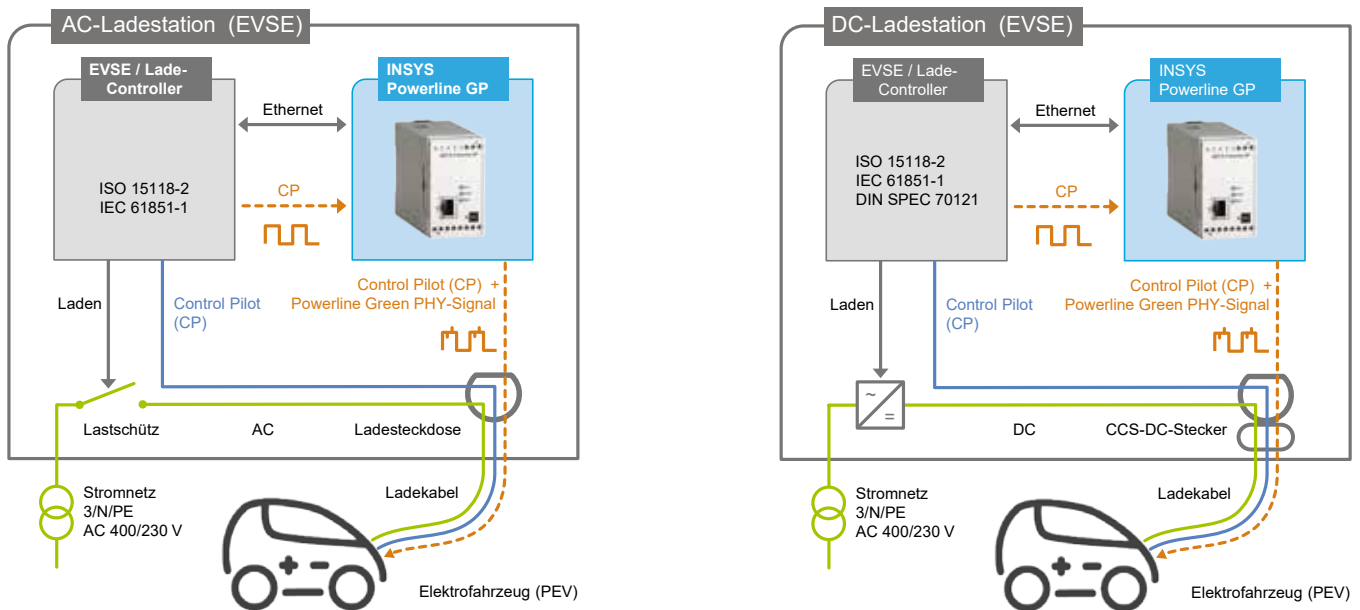 AC-Ladestation (EVSE)
EVSE / Lade-
Controller
INSYS
Powerline GP
Ethernet
ISO 15118-2
IEC 61851-1
CP
Laden
Control Pilot
(CP)
Control Pilot (CP) +
Powerline Green PHY-Signal
Lastschütz
AC
Ladesteckdose
Stromnetz
3/N/PE
AC 400/230 V
Ladekabel
Elektrofahrzeug (PEV)
DC-Ladestation (EVSE)
EVSE / Lade-
Controller
INSYS
Powerline GP
Ethernet
ISO 15118-2
IEC 61851-1
DIN SPEC 70121
CP
Laden
Control Pilot
(CP)
Control Pilot (CP) +
Powerline Green PHY-Signal
~
=
DC
CCS-DC-Stecker
Stromnetz
3/N/PE
AC 400/230 V
Ladekabel
Elektrofahrzeug (PEV)